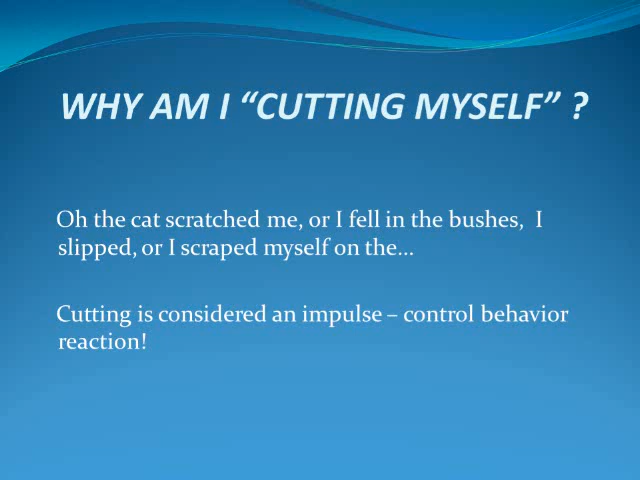 WHY AM I “CUTTING MYSELF” ?
Oh the cat scratched me, or I fell in the bushes,  I
slipped, or I scraped myself on the…
Cutting is considered an impulse – control behavior
reaction!